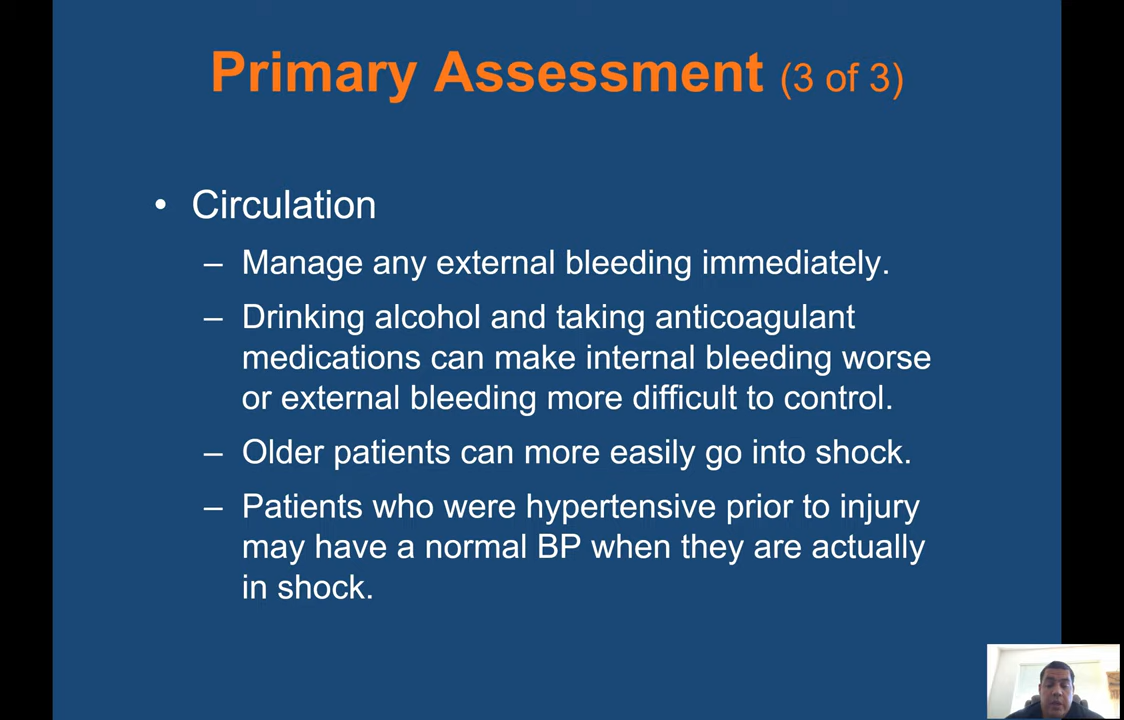 Primary Assessment (3 of 3)
• Circulation
– Manage any external bleeding immediately.
– Drinking alcohol and taking anticoagulant
medications can make internal bleeding worse
or external bleeding more difficult to control.
– Older patients can more easily go into shock.
– Patients who were hypertensive prior to injury
may have a normal BP when they are actually
in shock.